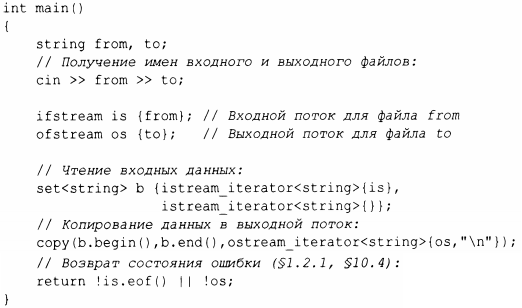 int main()
{
    string from, to;
    // Получение имен входного и выходного файлов:
    cin >> from >> to;

    ifstream is {from}; // Входной поток для файла from
    ofstream os {to};   // Выходной поток для файла to

    // Чтение входных данных:
    set<string> b {istream_iterator<string>{is},
                   istream_iterator<string>{}};
    // Копирование данных в выходной поток:
    copy(b.begin(),b.end(),ostream_iterator<string>{os,"\n"});
    // Возврат состояния ошибки (§1.2.1, §10.4):
    return !is.eof() || !os;
}